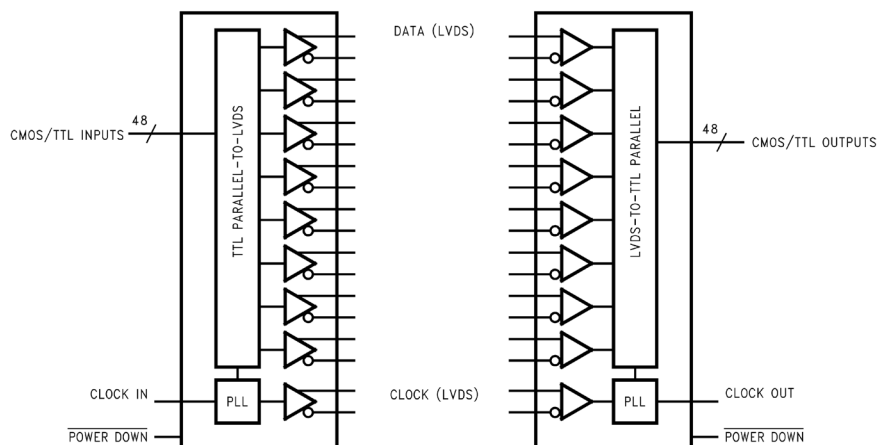 DATA (LVDS)
48
CMOS/TTL INPUTS
TTL PARALLEL-TO-LVDS
LVDS-TO-TTL PARALLEL
48
CMOS/TTL OUTPUTS
CLOCK IN
PLL
CLOCK (LVDS)
PLL
CLOCK OUT
POWER DOWN
POWER DOWN